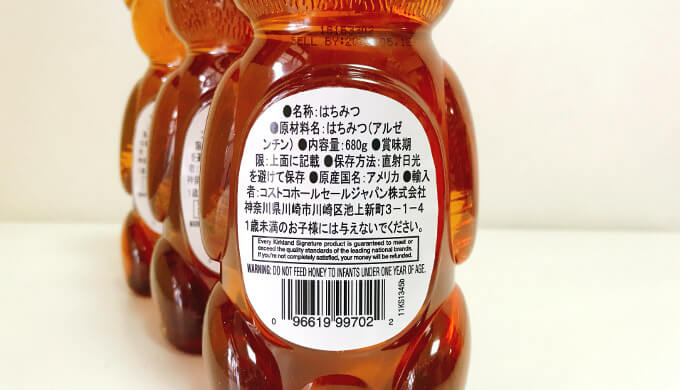 ●名称：はちみつ
●原材料名：はちみつ（アルゼ
ンチン）●内容量：680g ●賞味期
限：上面に記載 ●保存方法：直射日光
を避けて保存 ●原産国名：アメリカ ●輸入
者：コストコホールセールジャパン株式会社
神奈川県川崎市川崎区池上新町3－1－4
1歳未満のお子様には与えないでください。
Every Kirkland Signature product is guaranteed to meet or
exceed the quality standards of the leading national brands.
If you're not completely satisfied, your money will be refunded.
WARNING: DO NOT FEED HONEY TO INFANTS UNDER ONE YEAR OF AGE.
11KS1345b
0 96619 99702 2